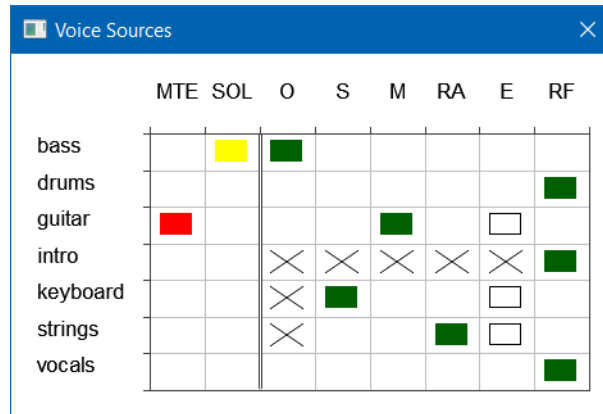 Voice Sources
MTE SOL O S M RA E RF
bass
drums
guitar
intro
keyboard
strings
vocals